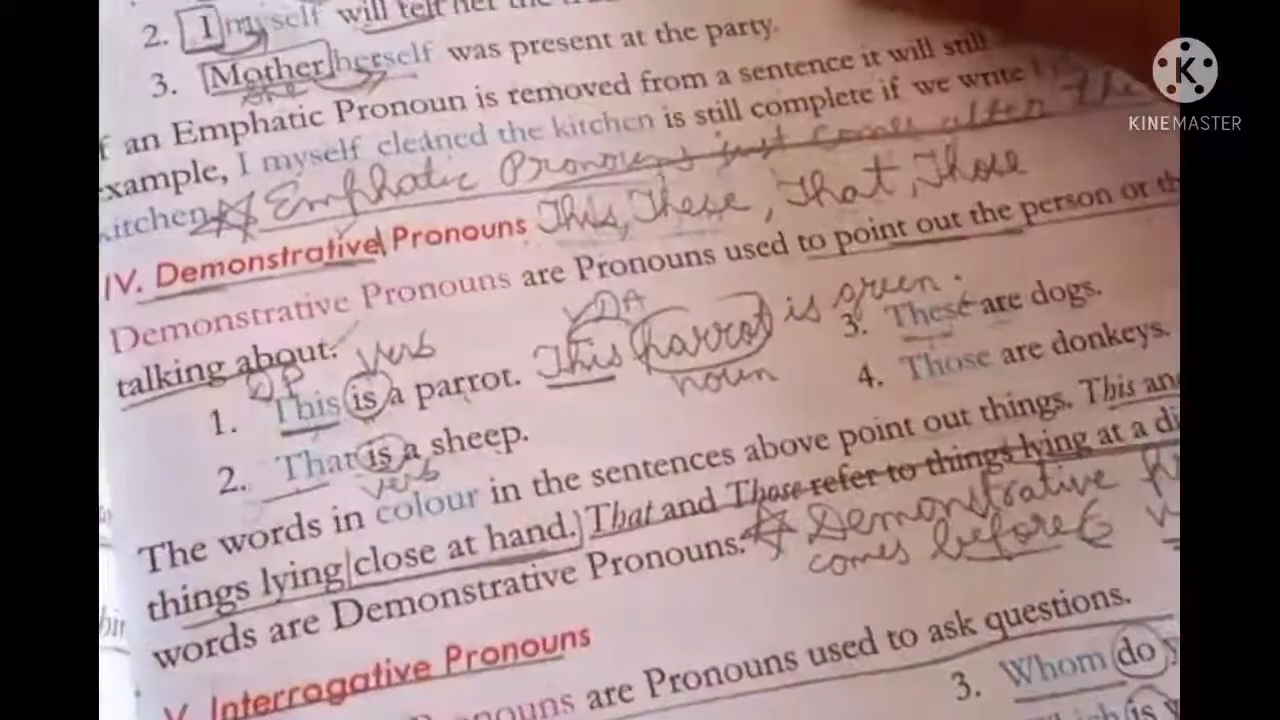 2. I myself will tell her the
3. Mother herself was present at the party.
she
f an Emphatic Pronoun is removed from a sentence it will still
xample, I myself cleaned the kitchen is still complete if we write
kitchen
☆ Emphatic Pronouns just comes after the
IV. Demonstrative Pronouns This, These, That, Those
Demonstrative Pronouns are Pronouns used to point out the person or th
talking about.
DP verb
1. This is a parrot.
DA
This parrot is green.
noun
2. That is a sheep.
verb
3. These are dogs.
4. Those are donkeys.
The words in colour in the sentences above point out things. This an
things lying close at hand. That and Those refer to things lying at a di
words are Demonstrative Pronouns.
☆ Demonstrative
comes before
V. Interrogative Pronouns
onouns are Pronouns used to ask questions.
3. Whom do y
is
KINEMASTER